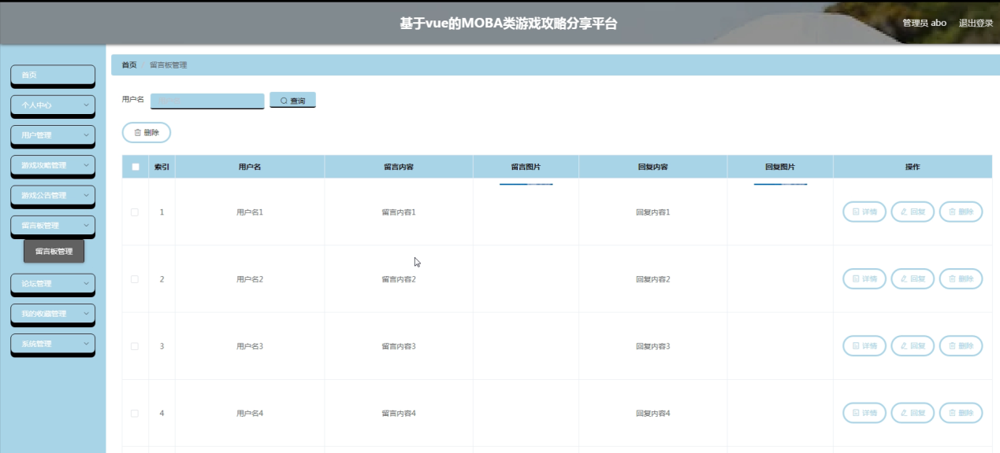 基于vue的MOBA类游戏攻略分享平台
管理员 abo 退出登录
首页
个人中心
用户管理
游戏攻略管理
游戏公告管理
留言板管理
留言板管理
论坛管理
我的收藏管理
系统管理
首页 留言板管理
用户名 查询
删除
索引 用户名 留言内容 留言图片 回复内容 回复图片 操作
1 用户名1 留言内容1 回复内容1 详情 回复 删除
2 用户名2 留言内容2 回复内容2 详情 回复 删除
3 用户名3 留言内容3 回复内容3 详情 回复 删除
4 用户名4 留言内容4 回复内容4 详情 回复 删除